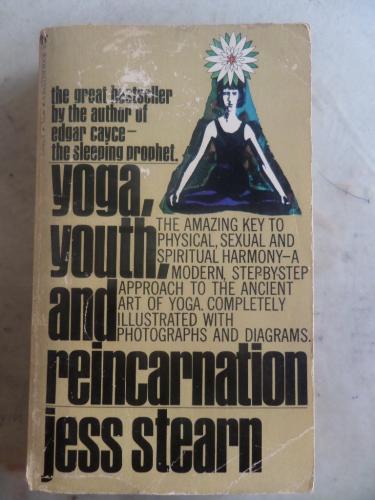 the great bestseller
by the author of
edgar cayce—
the sleeping prophet.
yoga,
youth,
and
reincarnation
THE AMAZING KEY TO
PHYSICAL, SEXUAL AND
SPIRITUAL HARMONY—A
MODERN, STEP-BY-STEP
APPROACH TO THE ANCIENT
ART OF YOGA. COMPLETELY
ILLUSTRATED WITH
PHOTOGRAPHS AND DIAGRAMS.
jess stearn